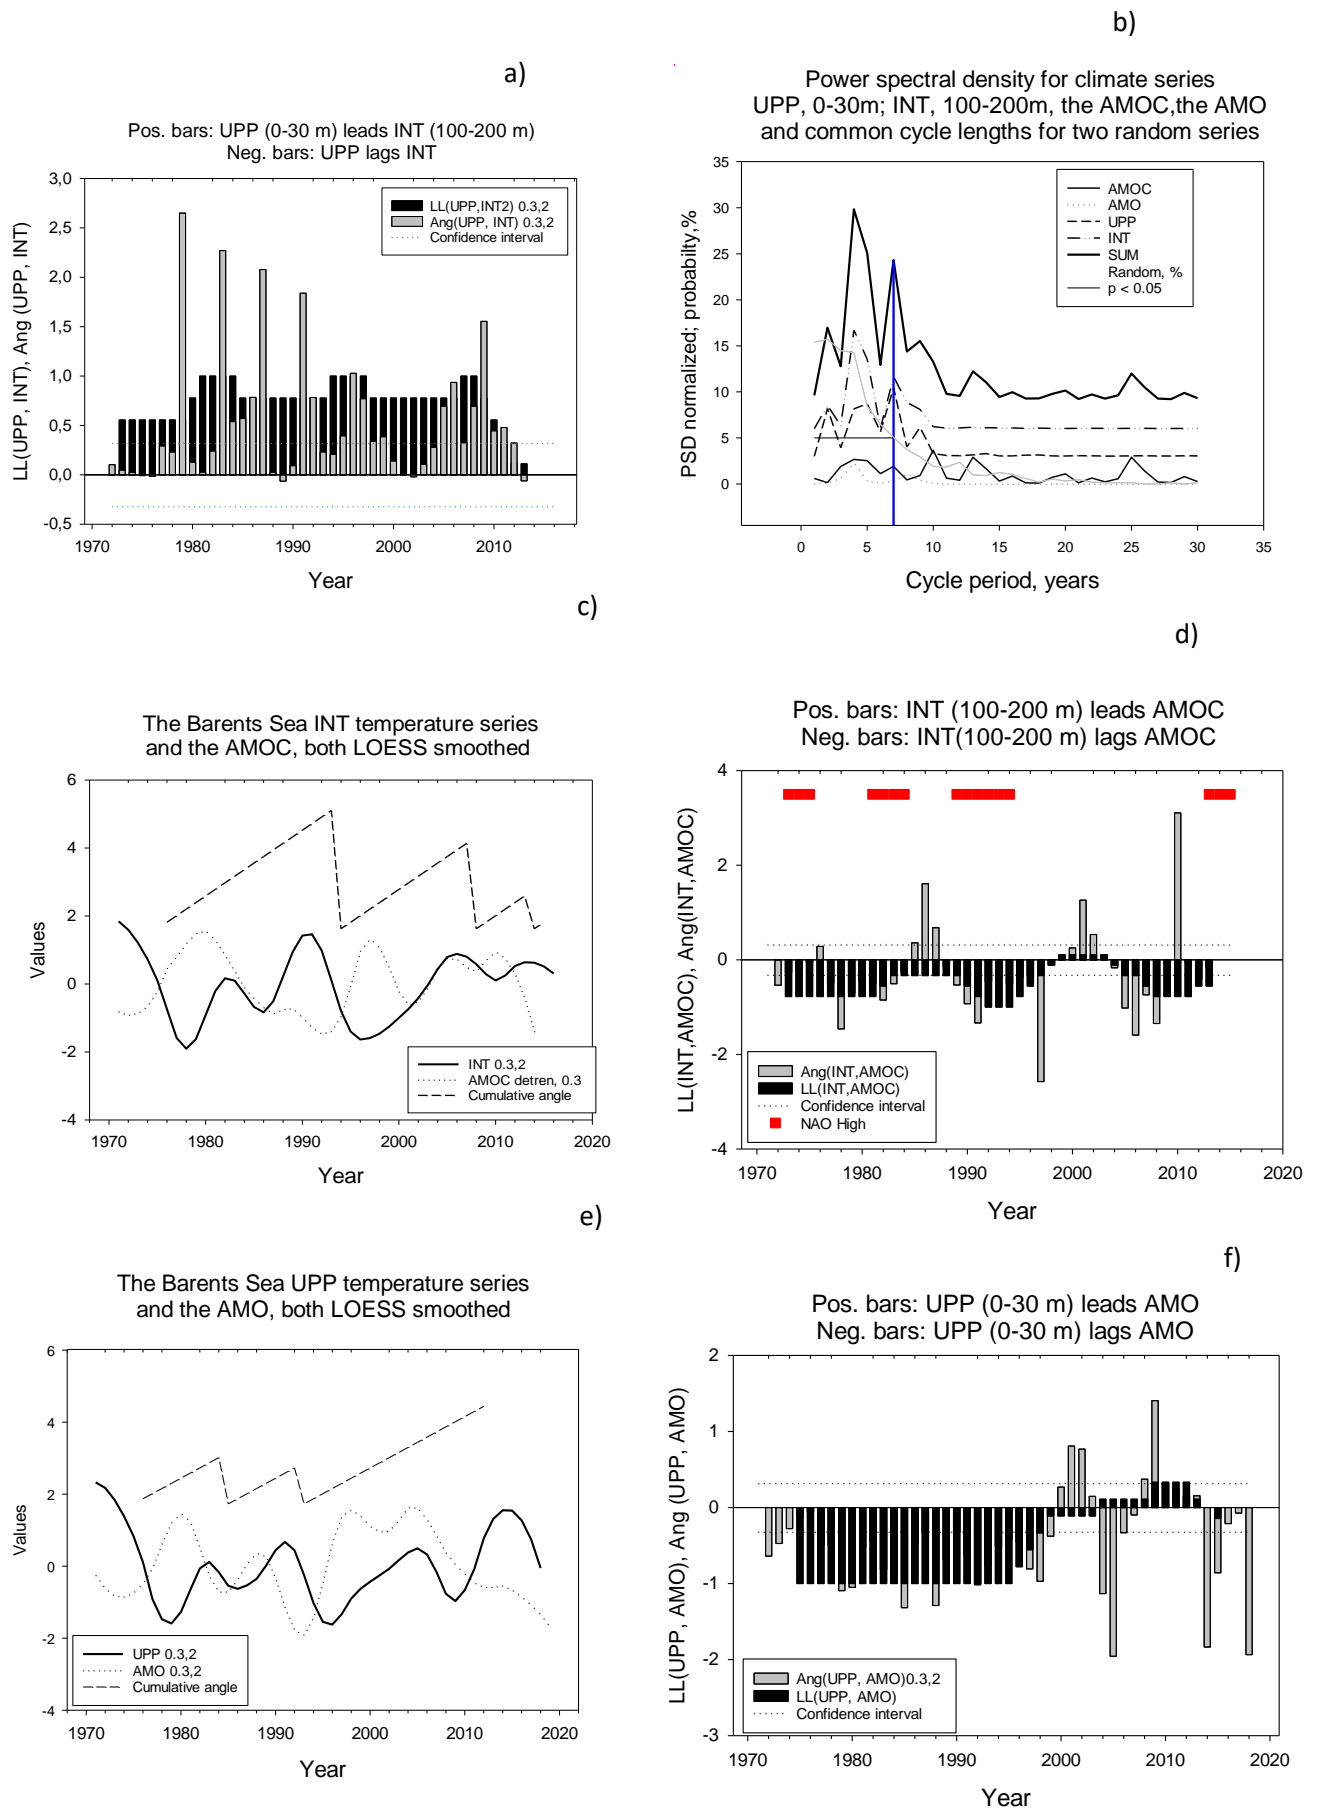 a)
Pos. bars: UPP (0-30 m) leads INT (100-200 m)
Neg. bars: UPP lags INT
LL(UPP, INT), Ang (UPP, INT)
3,0
2,5
2,0
1,5
1,0
0,5
0,0
-0,5
LL(UPP,INT2) 0.3,2
Ang(UPP, INT) 0.3,2
Confidence interval
1970 1980 1990 2000 2010
Year
b)
Power spectral density for climate series
UPP, 0-30m; INT, 100-200m, the AMOC,the AMO
and common cycle lengths for two random series
PSD normalized; probabilty,%
35
30
25
20
15
10
5
0
AMOC
AMO
UPP
INT
SUM
Random, %
p < 0.05
0 5 10 15 20 25 30 35
Cycle period, years
c)
The Barents Sea INT temperature series
and the AMOC, both LOESS smoothed
Values
6
4
2
0
-2
-4
INT 0.3,2
AMOC detren, 0.3
Cumulative angle
1970 1980 1990 2000 2010 2020
Year
d)
Pos. bars: INT (100-200 m) leads AMOC
Neg. bars: INT(100-200 m) lags AMOC
LL(INT,AMOC), Ang(INT,AMOC)
4
2
0
-2
-4
Ang(INT,AMOC)
LL(INT,AMOC)
Confidence interval
NAO High
1970 1980 1990 2000 2010 2020
Year
e)
The Barents Sea UPP temperature series
and the AMO, both LOESS smoothed
Values
6
4
2
0
-2
-4
UPP 0.3,2
AMO 0.3,2
Cumulative angle
1970 1980 1990 2000 2010 2020
Year
f)
Pos. bars: UPP (0-30 m) leads AMO
Neg. bars: UPP (0-30 m) lags AMO
LL(UPP, AMO), Ang (UPP, AMO)
2
1
0
-1
-2
-3
Ang(UPP, AMO)0.3,2
LL(UPP, AMO)
Confidence interval
1970 1980 1990 2000 2010 2020
Year